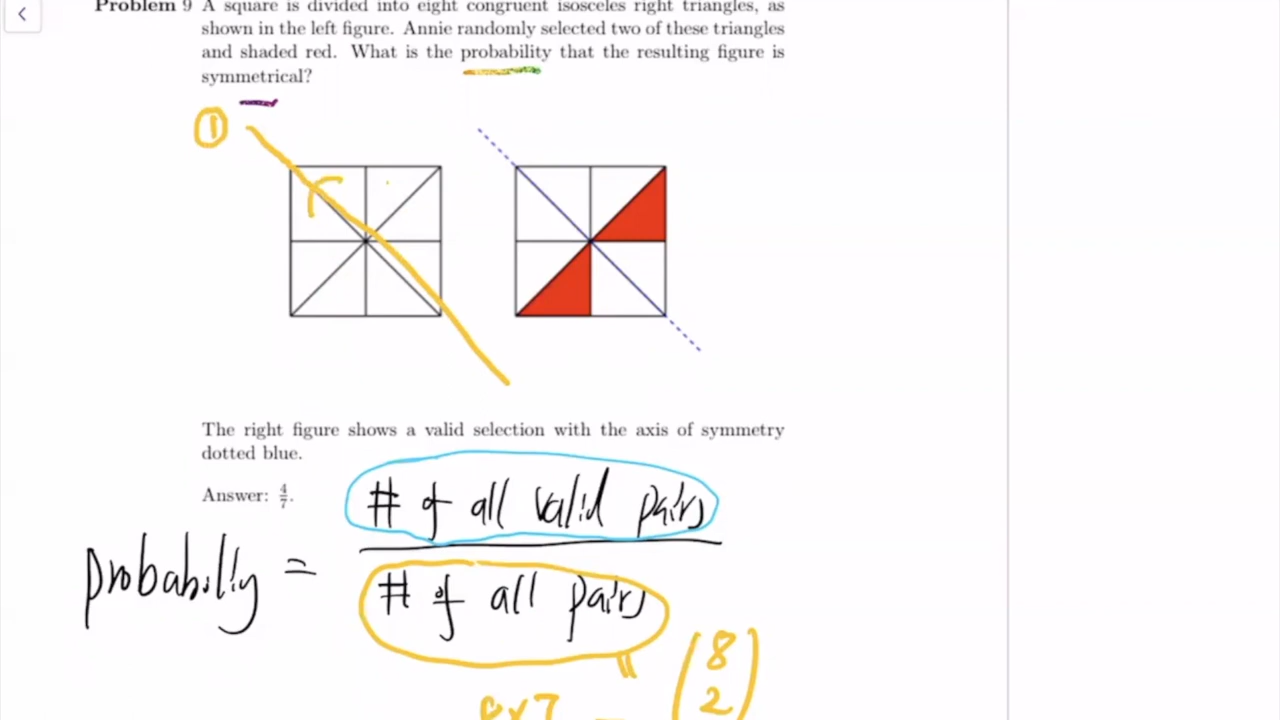 Problem 9 A square is divided into eight congruent isosceles right triangles, as
shown in the left figure. Annie randomly selected two of these triangles
and shaded red. What is the probability that the resulting figure is
symmetrical?
①
The right figure shows a valid selection with the axis of symmetry
dotted blue.
Answer: 4/7.
# of all valid pairs
probability =
# of all pairs
(8
2)